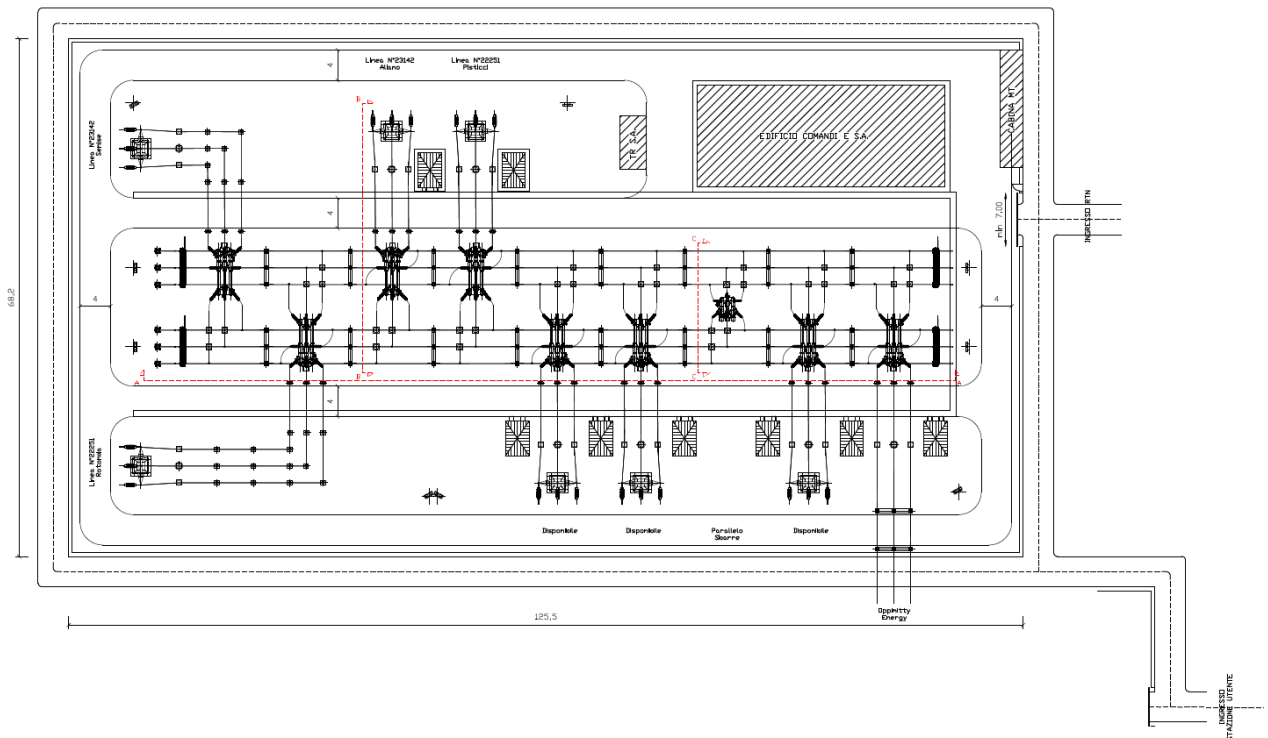 Linea N°23142
Aliano
Linea N°22251
Pisticci
4
B
Linea N°23142
Senise
TR S.A.
EDIFICIO COMANDI E S.A.
CABINA MT
min 7,00
INGRESSO RTN
4
C
68,2
4
4
B
C
A
A
4
Linea N°22251
Rotonda
Disponibile
Disponibile
Parallelo
Sbarre
Disponibile
Oppimitty
Energy
125,5
INGRESSO
STAZIONE UTENTE